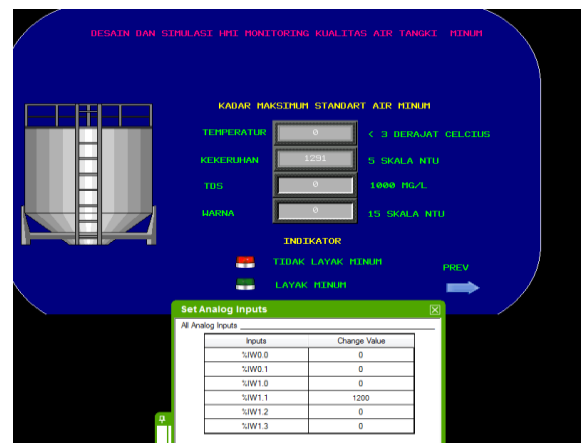 DESAIN DAN SIMULASI HMI MONITORING KUALITAS AIR TANGKI MINUM
KADAR MAKSIMUM STANDART AIR MINUM
TEMPERATUR 0 < 3 DERAJAT CELCIUS
KEKERUHAN 1291 5 SKALA NTU
TDS 0 1000 MG/L
WARNA 0 15 SKALA NTU
INDIKATOR
TIDAK LAYAK MINUM
PREV
LAYAK MINUM
Set Analog Inputs
All Analog Inputs
Inputs Change Value
%IW0.0 0
%IW0.1 0
%IW1.0 0
%IW1.1 1200
%IW1.2 0
%IW1.3 0